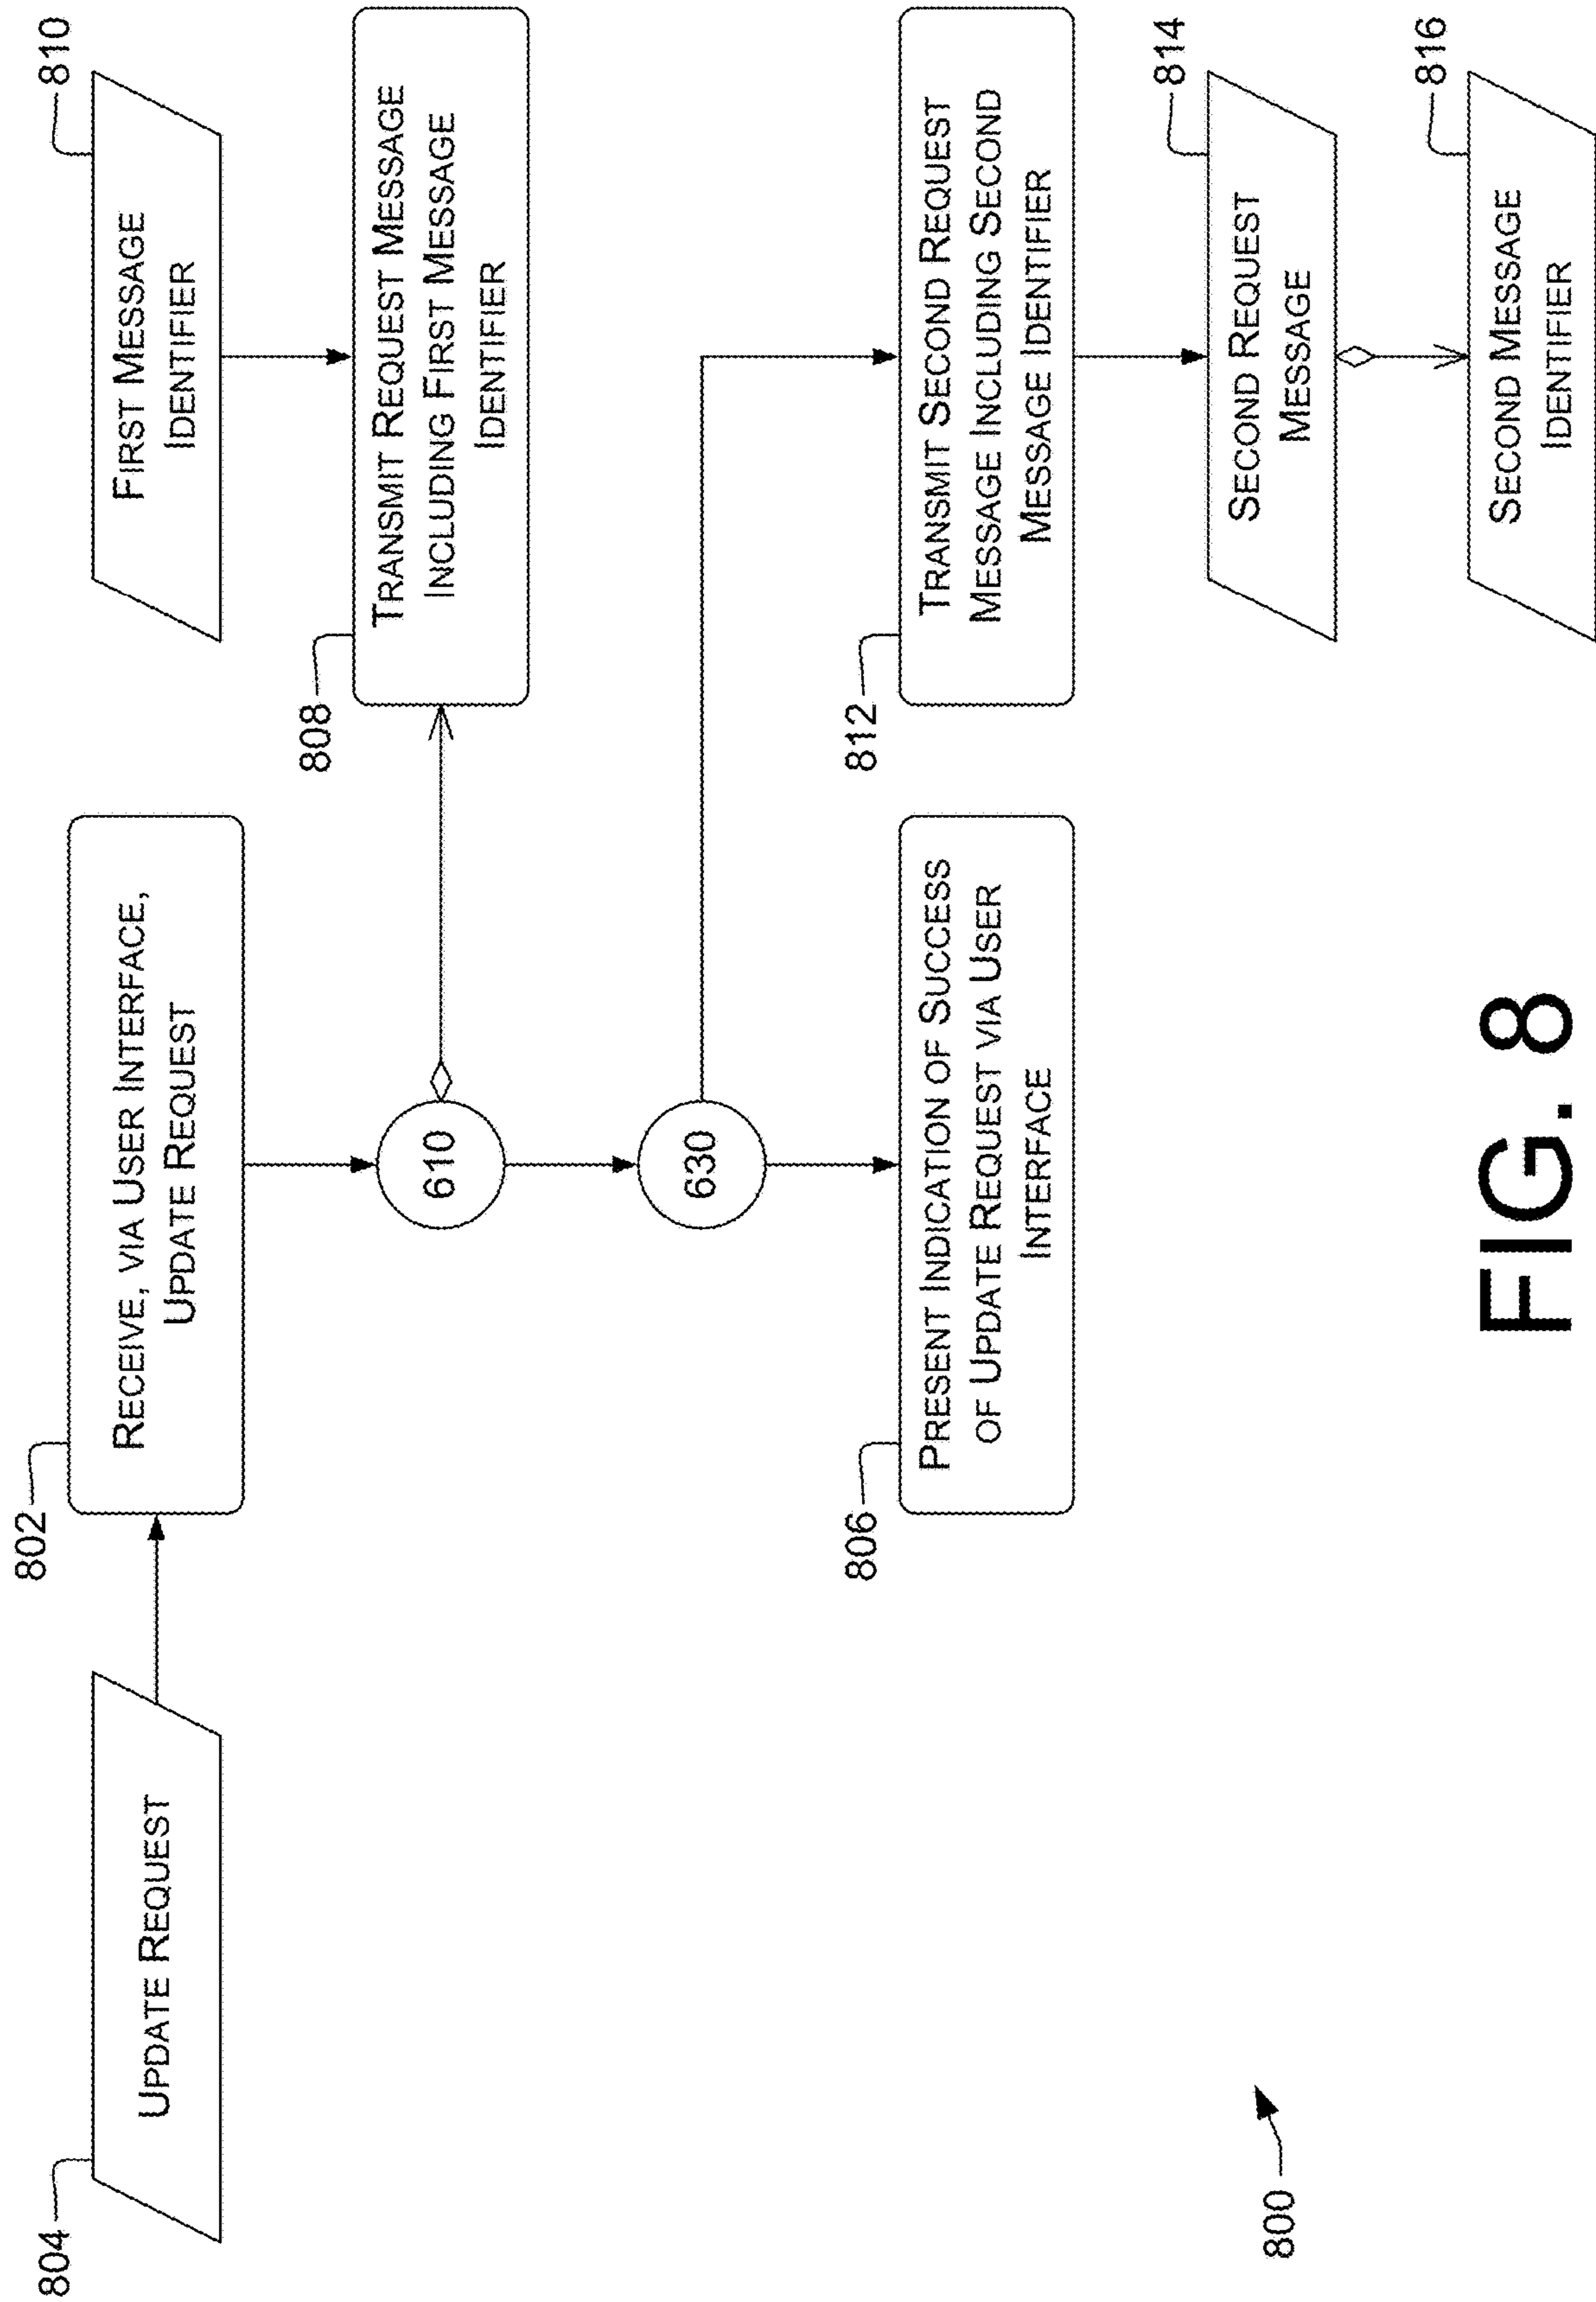 804
UPDATE REQUEST
802
RECEIVE, VIA USER INTERFACE,
UPDATE REQUEST
810
FIRST MESSAGE
IDENTIFIER
610
808
TRANSMIT REQUEST MESSAGE
INCLUDING FIRST MESSAGE
IDENTIFIER
630
806
PRESENT INDICATION OF SUCCESS
OF UPDATE REQUEST VIA USER
INTERFACE
812
TRANSMIT SECOND REQUEST
MESSAGE INCLUDING SECOND
MESSAGE IDENTIFIER
814
SECOND REQUEST
MESSAGE
816
SECOND MESSAGE
IDENTIFIER
800
FIG. 8